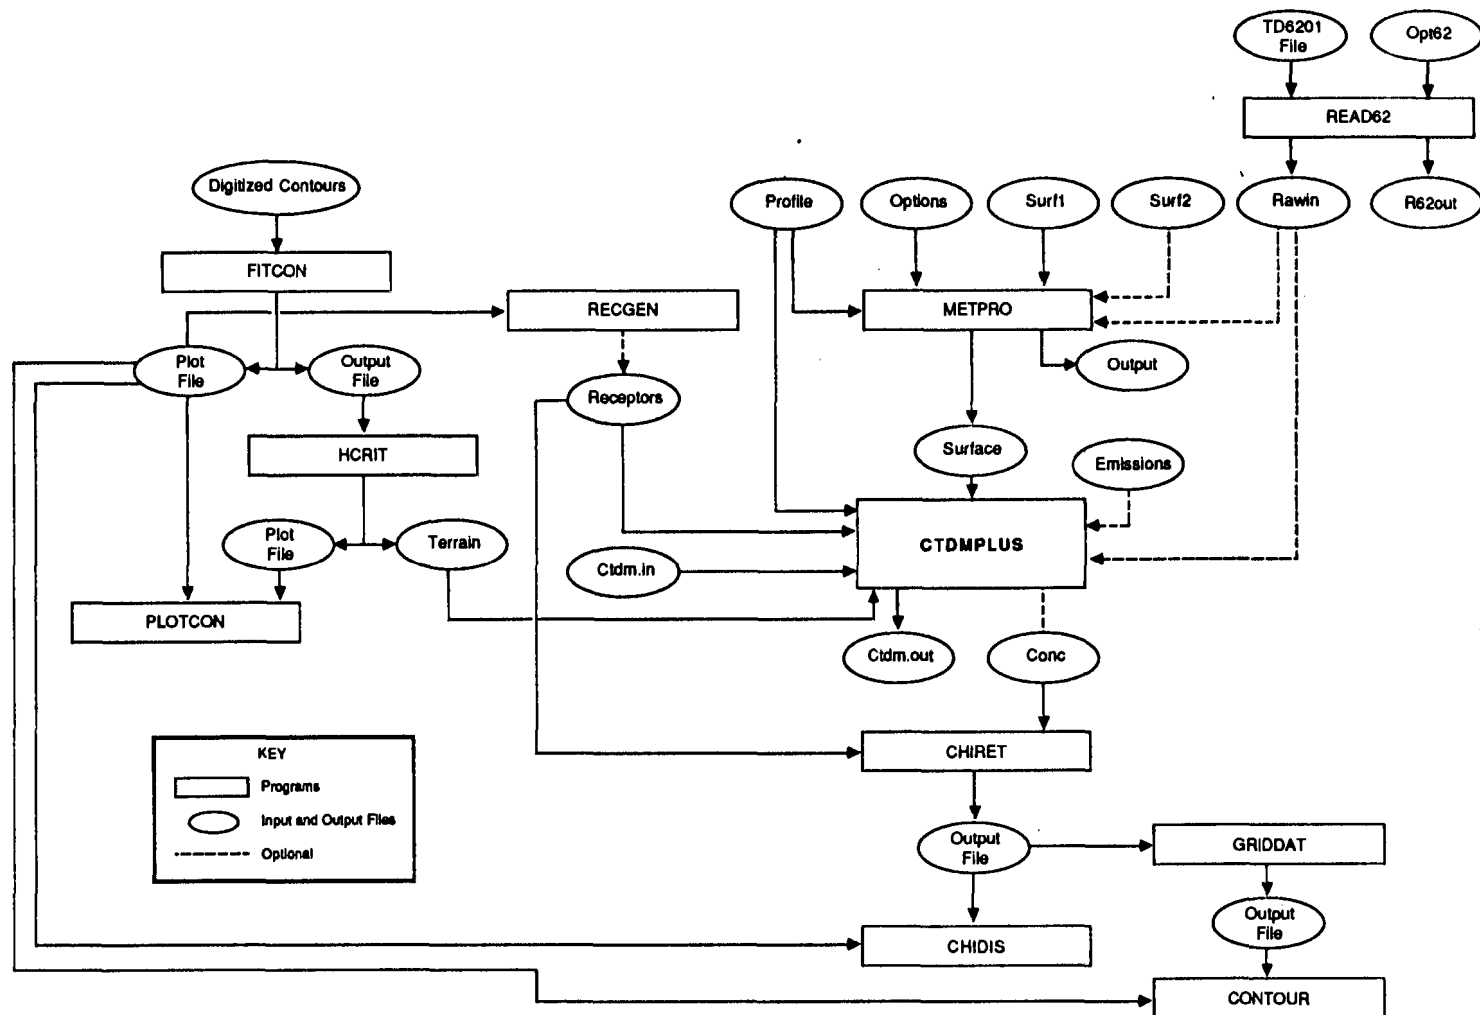 TD6201
File
Opt62
READ62
Digitized Contours
Profile
Options
Surf1
Surf2
Rawin
R62out
FITCON
RECGEN
METPRO
Plot
File
Output
File
Output
Receptors
HCRIT
Surface
Emissions
Plot
File
Terrain
CTDMPLUS
Ctdm.in
PLOTCON
Ctdm.out
Conc
KEY
Programs
Input and Output Files
Optional
CHIRET
Output
File
GRIDDAT
Output
File
CHIDIS
CONTOUR